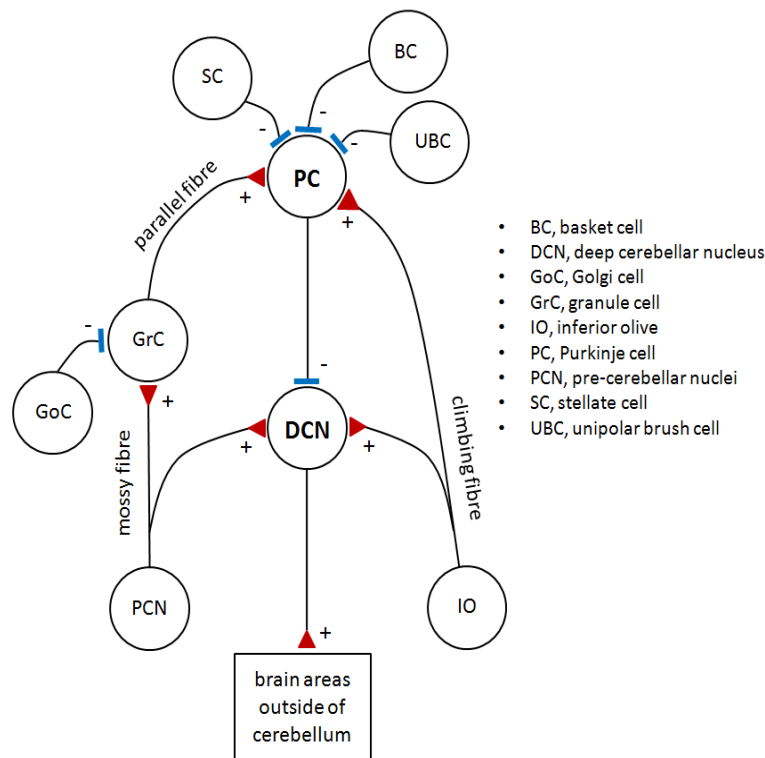 BC
SC
UBC
-
-
-
PC
+
+
parallel fibre
-
GrC
GoC
+
mossy fibre
-
DCN
+
+
climbing fibre
PCN
IO
+
brain areas
outside of
cerebellum
• BC, basket cell
• DCN, deep cerebellar nucleus
• GoC, Golgi cell
• GrC, granule cell
• IO, inferior olive
• PC, Purkinje cell
• PCN, pre-cerebellar nuclei
• SC, stellate cell
• UBC, unipolar brush cell